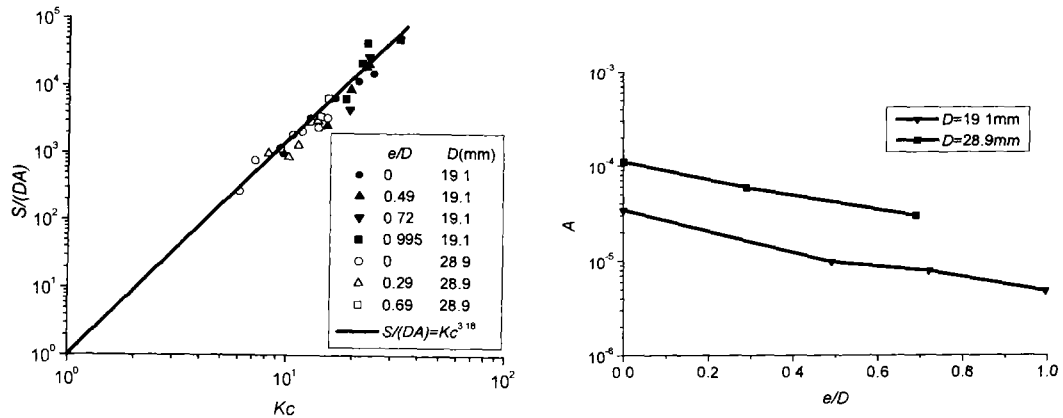 10^5
10^4
10^3
10^2
10^1
10^0
S/(DA)
e/D D(mm)
0 19.1
0.49 19.1
0 72 19.1
0 995 19.1
0 28.9
0.29 28.9
0.69 28.9
S/(DA)=Kc^3 18
10^0 10^1 10^2
Kc
10^-3
10^-4
10^-5
10^-6
A
D=19 1mm
D=28.9mm
0 0 0.2 0.4 0.6 0.8 1.0
e/D